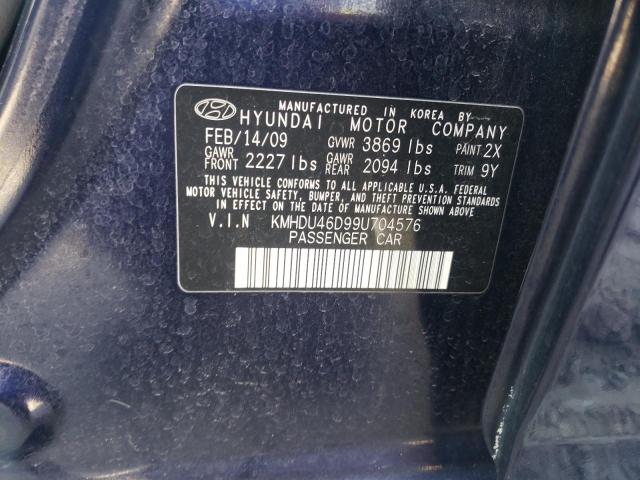 MANUFACTURED IN KOREA BY
HYUNDAI MOTOR COMPANY
FEB/14/09 GVWR 3869 lbs PAINT 2X
GAWR FRONT 2227 lbs GAWR REAR 2094 lbs TRIM 9Y
THIS VEHICLE CONFORMS TO ALL APPLICABLE U.S.A. FEDERAL
MOTOR VEHICLE SAFETY, BUMPER, AND THEFT PREVENTION STANDARDS
IN EFFECT ON THE DATE OF MANUFACTURE SHOWN ABOVE.
V.I.N KMHDU46D99U704576
PASSENGER CAR